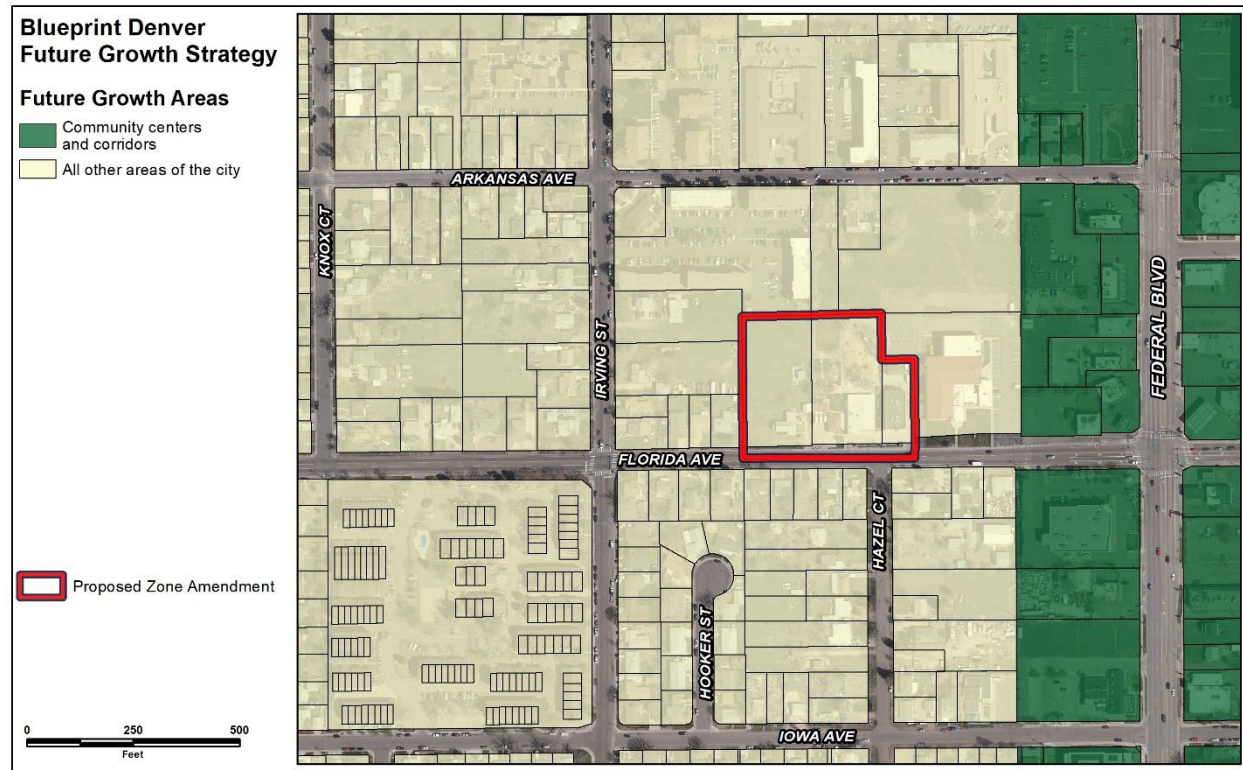 Blueprint Denver
Future Growth Strategy
Future Growth Areas
Community centers
and corridors
All other areas of the city
Proposed Zone Amendment
0 250 500
Feet
ARKANSAS AVE
KNOX CT
IRVING ST
FEDERAL BLVD
FLORIDA AVE
HAZEL CT
HOOKER ST
IOWA AVE